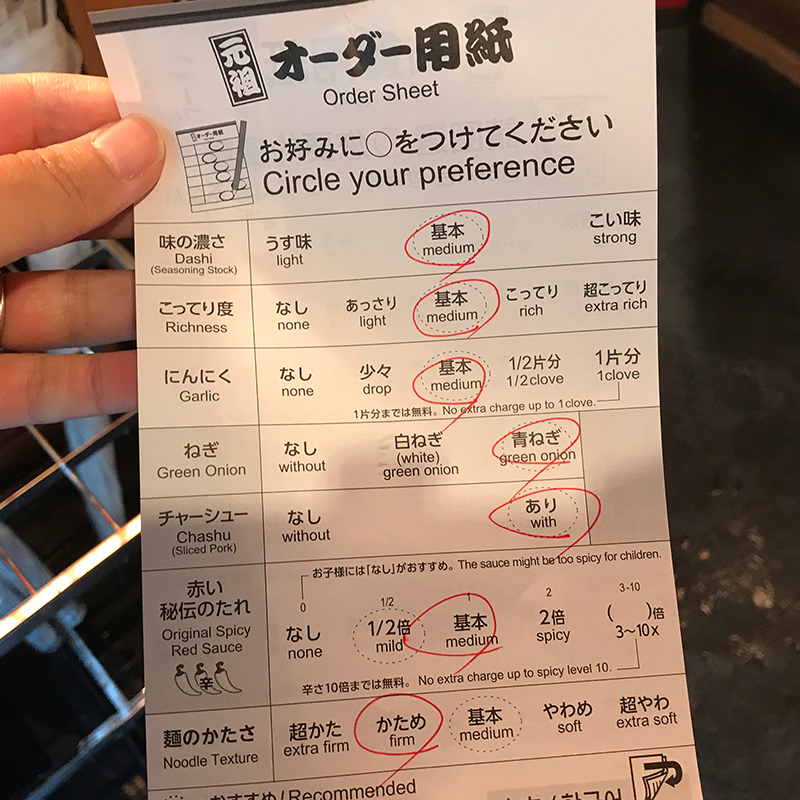 元祖 オーダー用紙
Order Sheet
お好みに○をつけてください
Circle your preference
味の濃さ うす味 基本 こい味
Dashi light medium strong
(Seasoning Stock)
こってり度 なし あっさり 基本 こってり 超こってり
Richness none light medium rich extra rich
にんにく なし 少々 基本 1/2片分 1片分
Garlic none drop medium 1/2clove 1clove
1片分までは無料。No extra charge up to 1clove.
ねぎ なし 白ねぎ 青ねぎ
Green Onion without (white) green onion
green onion
チャーシュー なし あり
Chashu without with
(Sliced Pork)
お子様には「なし」がおすすめ。The sauce might be too spicy for children.
赤い 0 1/2 1 2 3-10
秘伝のたれ なし 1/2倍 基本 2倍 ( )倍
Original Spicy none mild medium spicy 3〜10x
Red Sauce
辛
辛さ10倍までは無料。No extra charge up to spicy level 10.
麺のかたさ 超かた かため 基本 やわめ 超やわ
Noodle Texture extra firm firm medium soft extra soft
おすすめ/Recommended